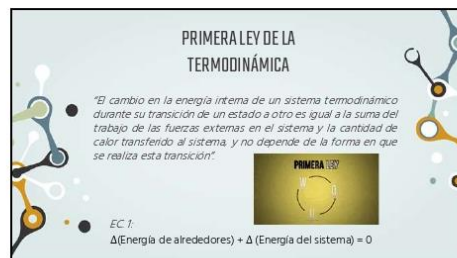 PRIMERA LEY DE LA
TERMODINÁMICA
"El cambio en la energía interna de un sistema termodinámico
durante su transición de un estado a otro es igual a la suma del
trabajo de las fuerzas externas en el sistema y la cantidad de
calor transferido al sistema, y no depende de la forma en que
se realiza esta transición".
PRIMERA LEY
W
Q
U
EC 1:
Δ(Energía de alrededores) + Δ (Energía del sistema) = 0